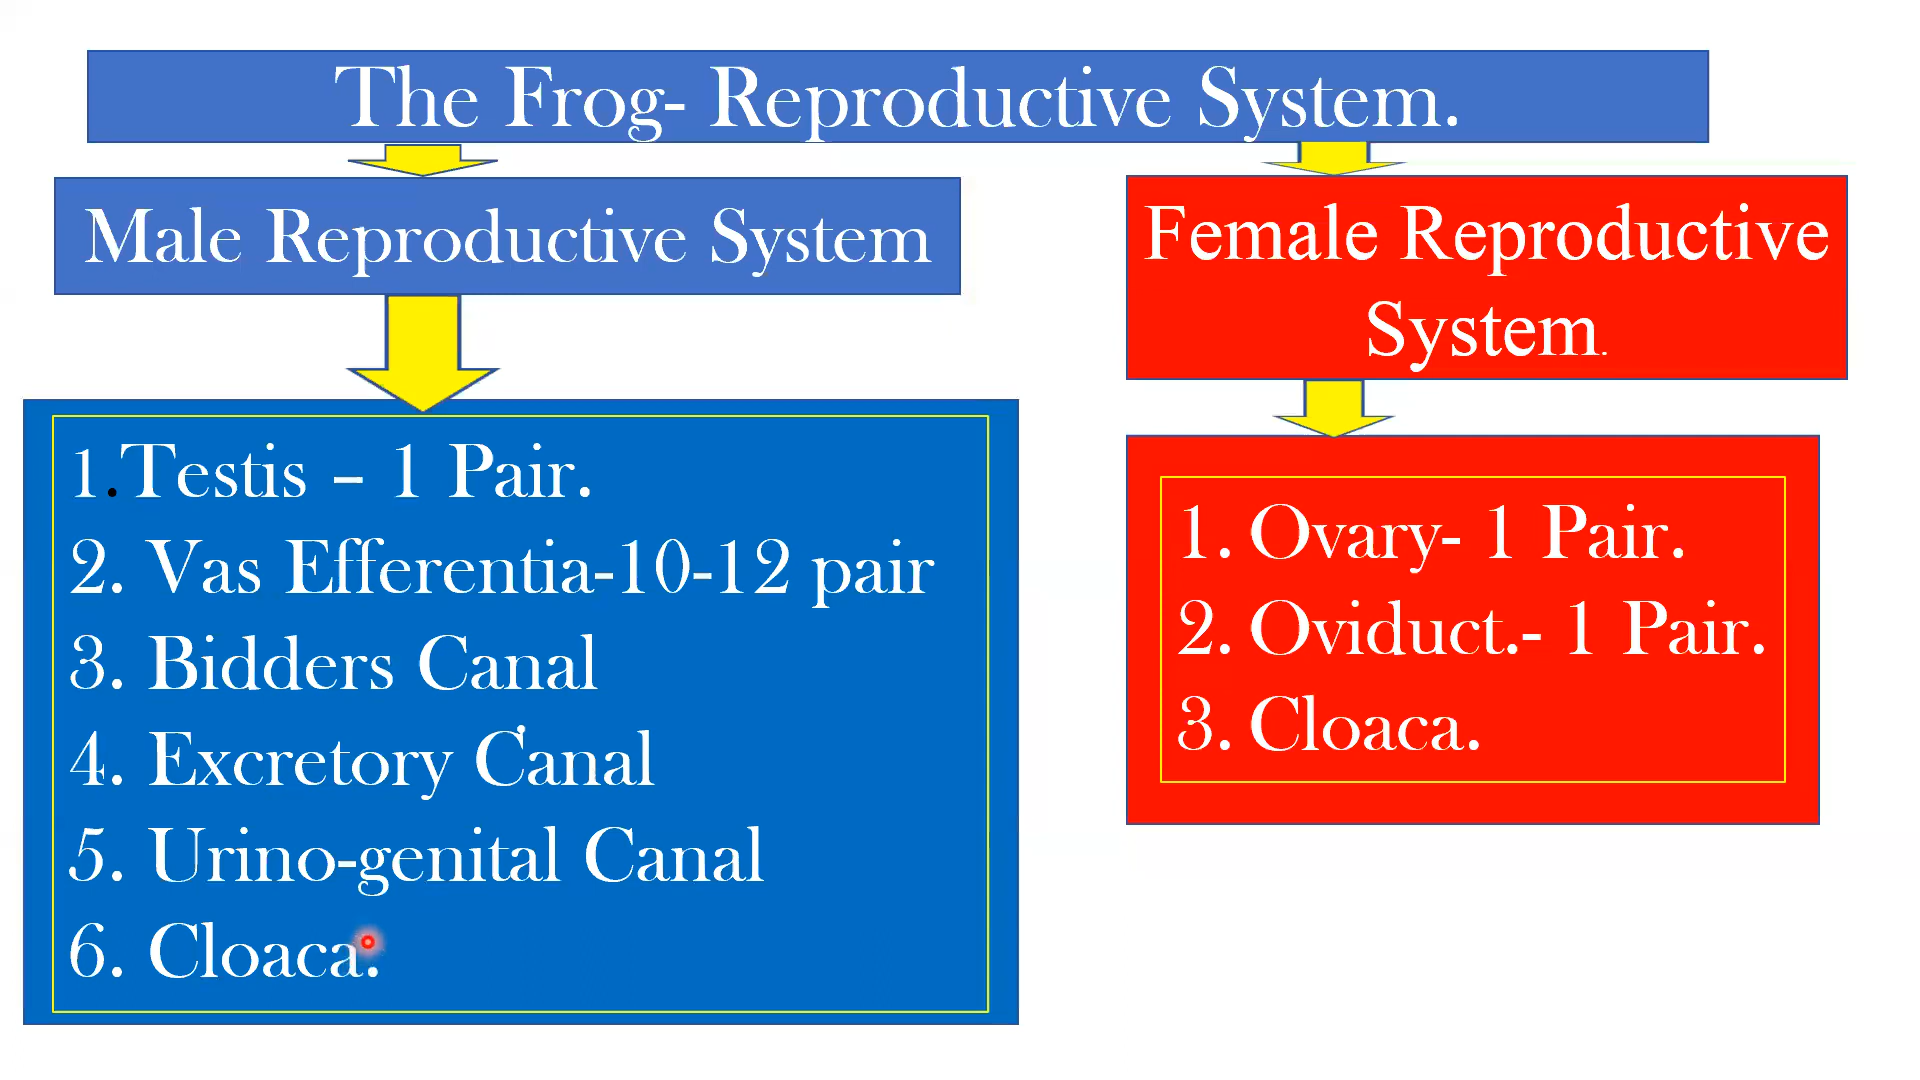 The Frog- Reproductive System.
Male Reproductive System
1.Testis – 1 Pair.
2. Vas Efferentia-10-12 pair
3. Bidders Canal
4. Excretory Canal
5. Urino-genital Canal
6. Cloaca.
Female Reproductive
System.
1. Ovary- 1 Pair.
2. Oviduct.- 1 Pair.
3. Cloaca.